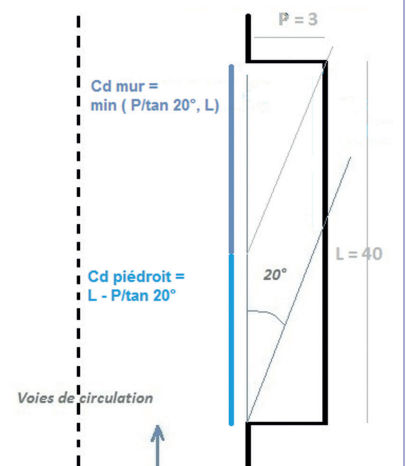 P = 3
Cd mur =
min ( P/tan 20°, L)
L = 40
20°
Cd piédroit =
L - P/tan 20°
Voies de circulation